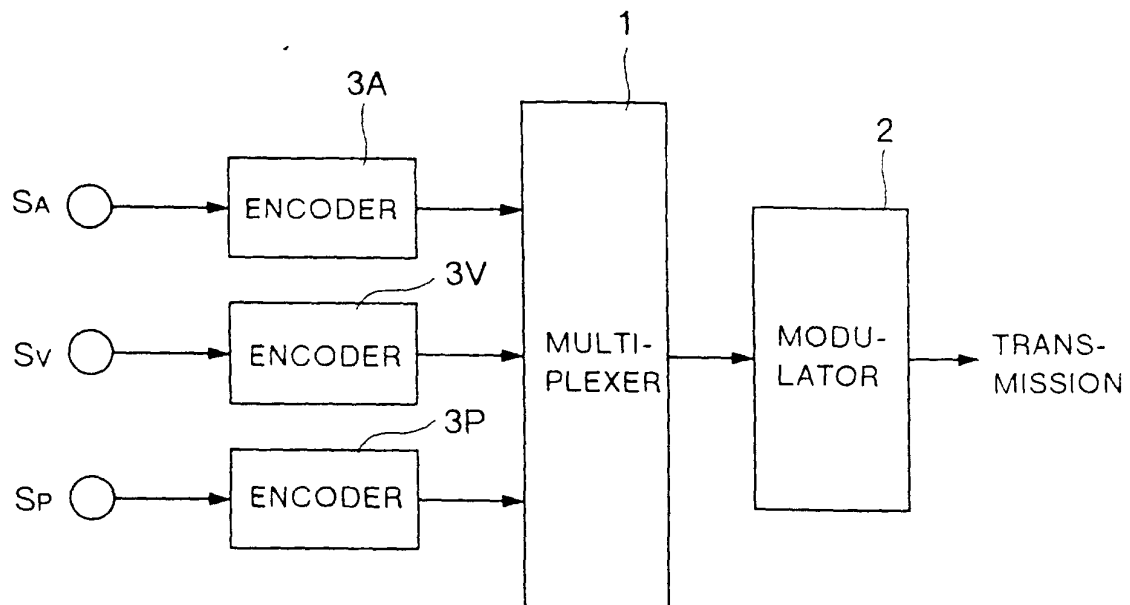 1
3A
2
SA
ENCODER
3V
SV
ENCODER
MULTI-
PLEXER
MODU-
LATOR
TRANS-
MISSION
3P
SP
ENCODER